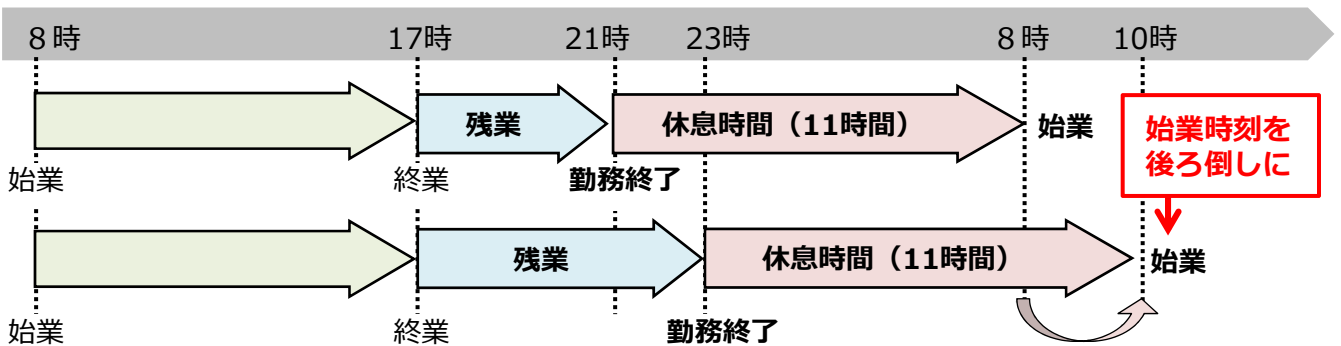 8時 17時 21時 23時 8時 10時
残業 休息時間（11時間） 始業
始業時刻を
後ろ倒しに
始業 終業 勤務終了
残業 休息時間（11時間） 始業
始業 終業 勤務終了